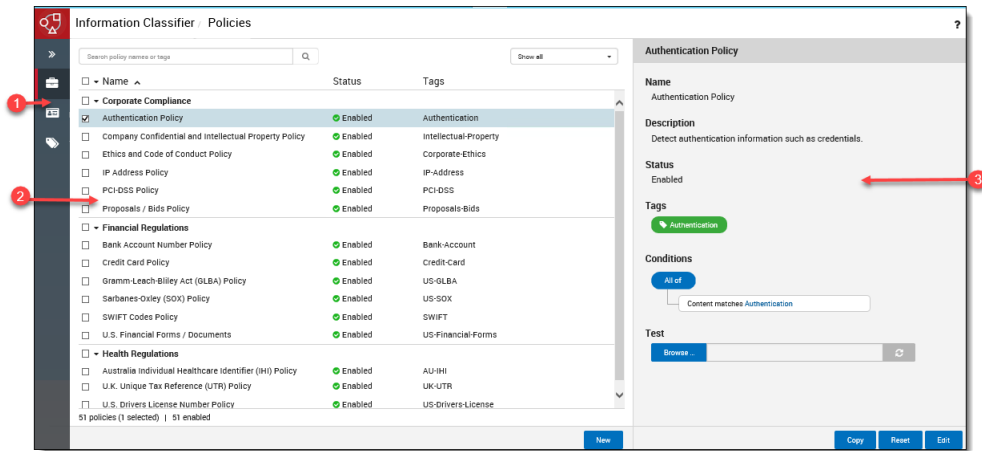 Information Classifier / Policies
?
Search policy names or tags
Show all
Name Status Tags
Corporate Compliance
Authentication Policy Enabled Authentication
Company Confidential and Intellectual Property Policy Enabled Intellectual-Property
Ethics and Code of Conduct Policy Enabled Corporate-Ethics
IP Address Policy Enabled IP-Address
PCI-DSS Policy Enabled PCI-DSS
Proposals / Bids Policy Enabled Proposals-Bids
Financial Regulations
Bank Account Number Policy Enabled Bank-Account
Credit Card Policy Enabled Credit-Card
Gramm-Leach-Bliley Act (GLBA) Policy Enabled US-GLBA
Sarbanes-Oxley (SOX) Policy Enabled US-SOX
SWIFT Codes Policy Enabled SWIFT
U.S. Financial Forms / Documents Enabled US-Financial-Forms
Health Regulations
Australia Individual Healthcare Identifier (IHI) Policy Enabled AU-IHI
U.K. Unique Tax Reference (UTR) Policy Enabled UK-UTR
U.S. Drivers License Number Policy Enabled US-Drivers-License
51 policies (1 selected) | 51 enabled
New
Authentication Policy
Name
Authentication Policy
Description
Detect authentication information such as credentials.
Status
Enabled
Tags
Authentication
Conditions
All of
Content matches Authentication
Test
Browse ...
Copy Reset Edit
1
2
3